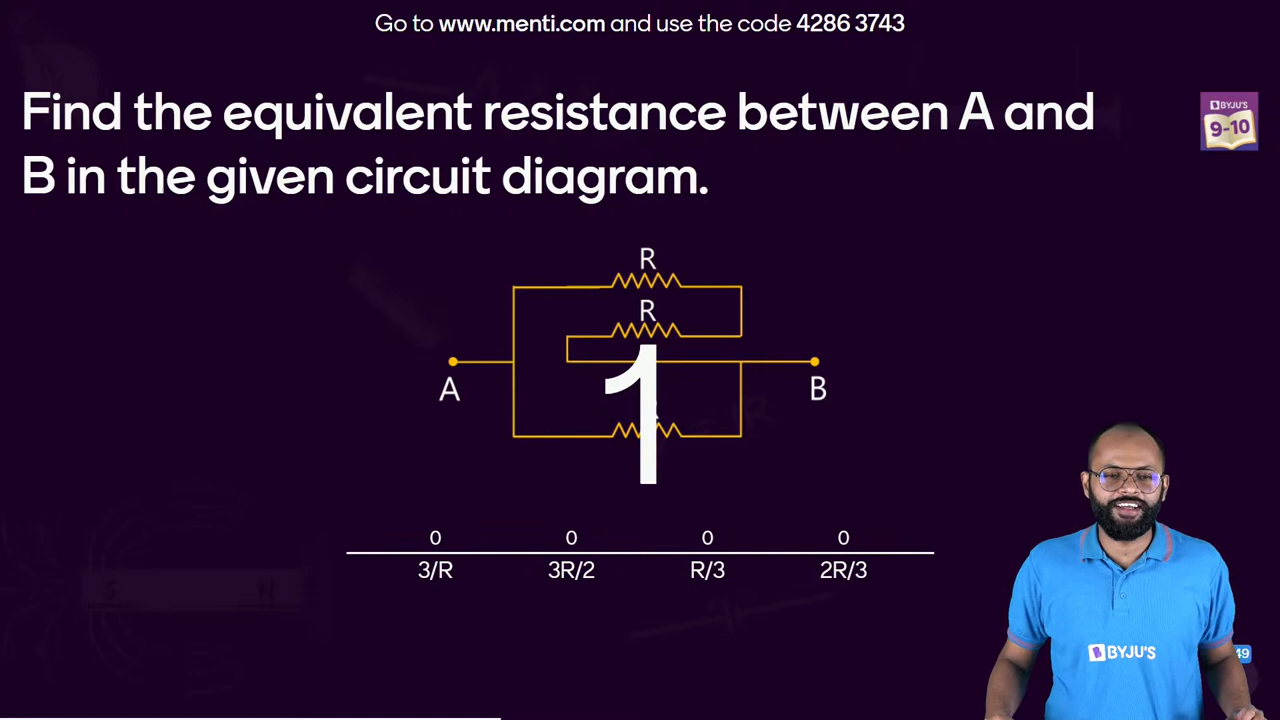 Go to www.menti.com and use the code 4286 3743
Find the equivalent resistance between A and
B in the given circuit diagram.
BYJU'S
9-10
R
R
1
A
B
0 0 0 0
3/R 3R/2 R/3 2R/3
BYJU'S
49